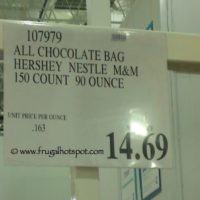 107979
ALL CHOCOLATE BAG
HERSHEY NESTLE M&M
150 COUNT 90 OUNCE
UNIT PRICE PER OUNCE
.163
14.69
www.frugalhotspot.com